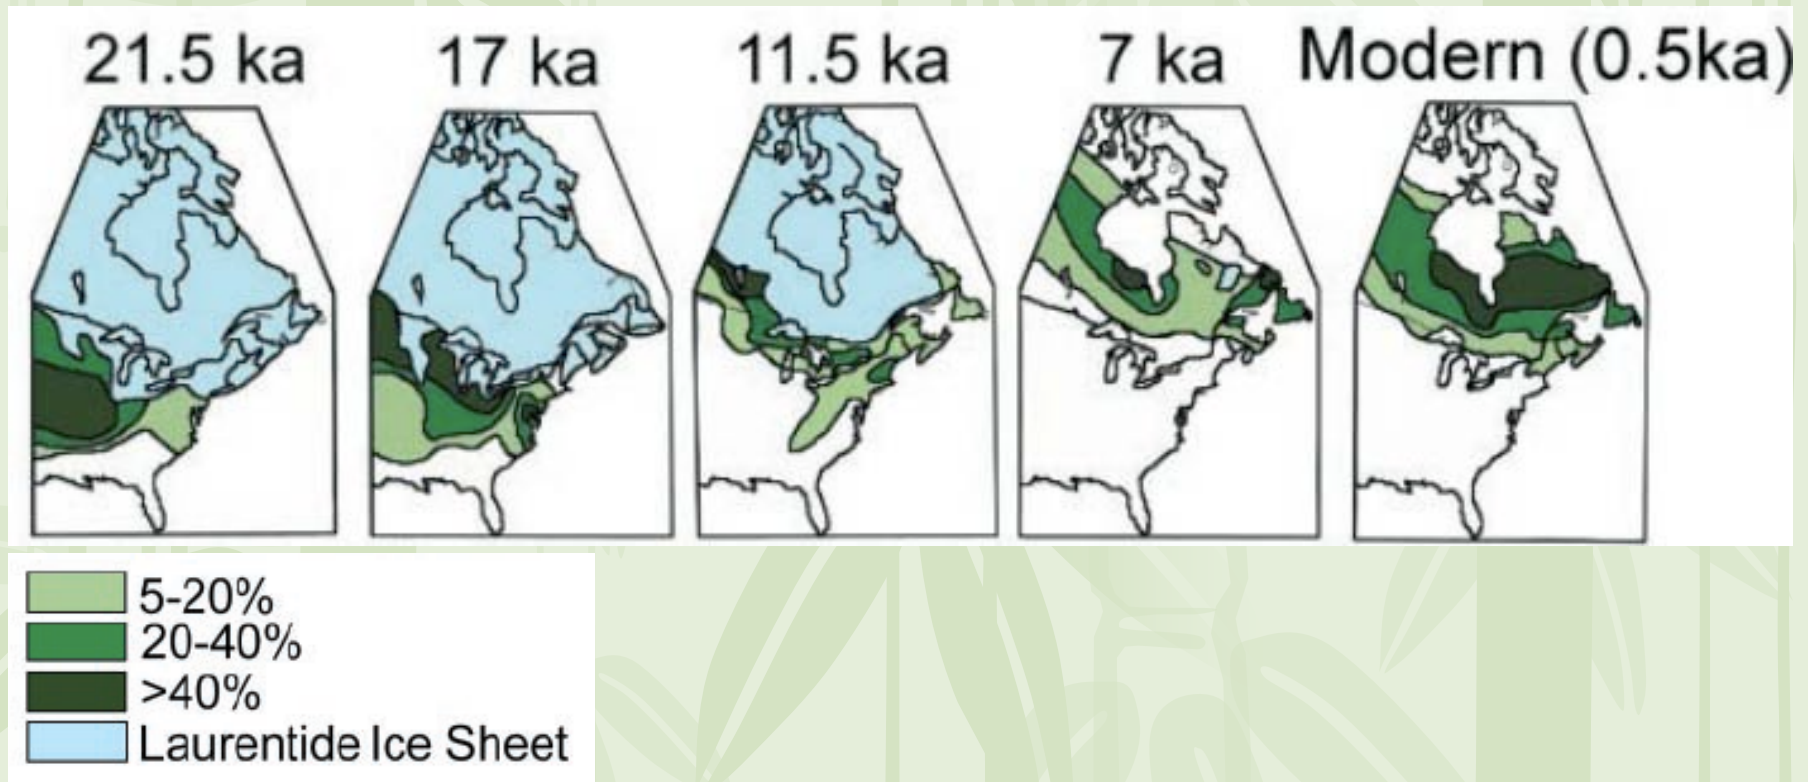 21.5 ka
17 ka
11.5 ka
7 ka
Modern (0.5ka)
5-20%
20-40%
>40%
Laurentide Ice Sheet